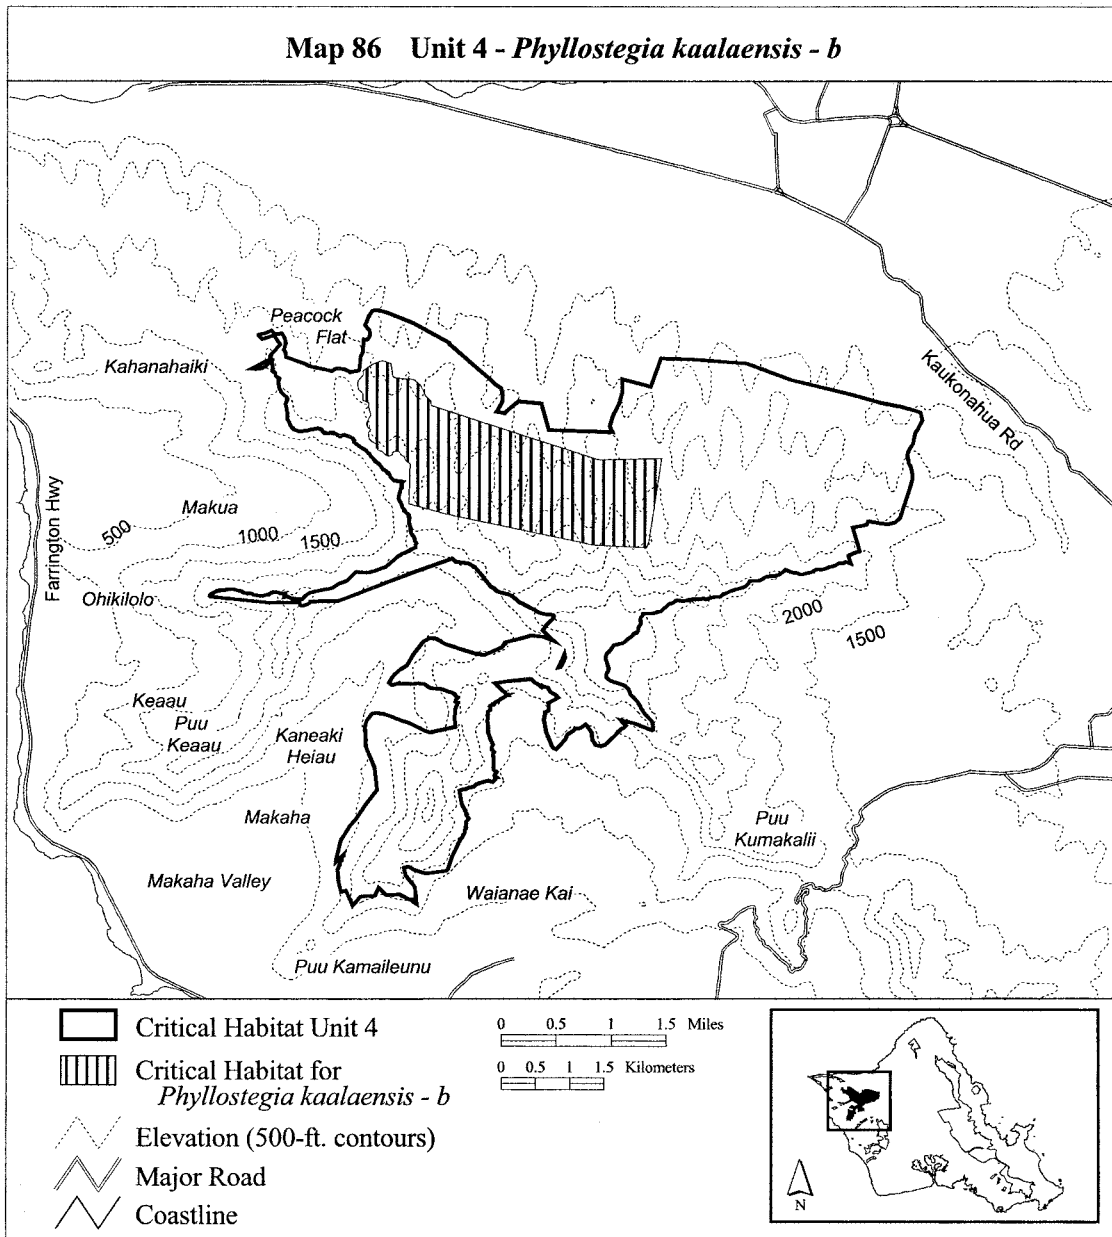 Map 86 Unit 4 - Phyllostegia kaalaensis - b
Peacock
Flat
Kahanahaiki
Kaukonahua Rd
Farrington Hwy
Makua
500
1000
1500
Ohikilolo
2000
1500
Keaau
Puu
Keaau
Kaneaki
Heiau
Makaha
Puu
Kumakalii
Makaha Valley
Waianae Kai
Puu Kamaileunu
Critical Habitat Unit 4
Critical Habitat for
Phyllostegia kaalaensis - b
Elevation (500-ft. contours)
Major Road
Coastline
0 0.5 1 1.5 Miles
0 0.5 1 1.5 Kilometers
N